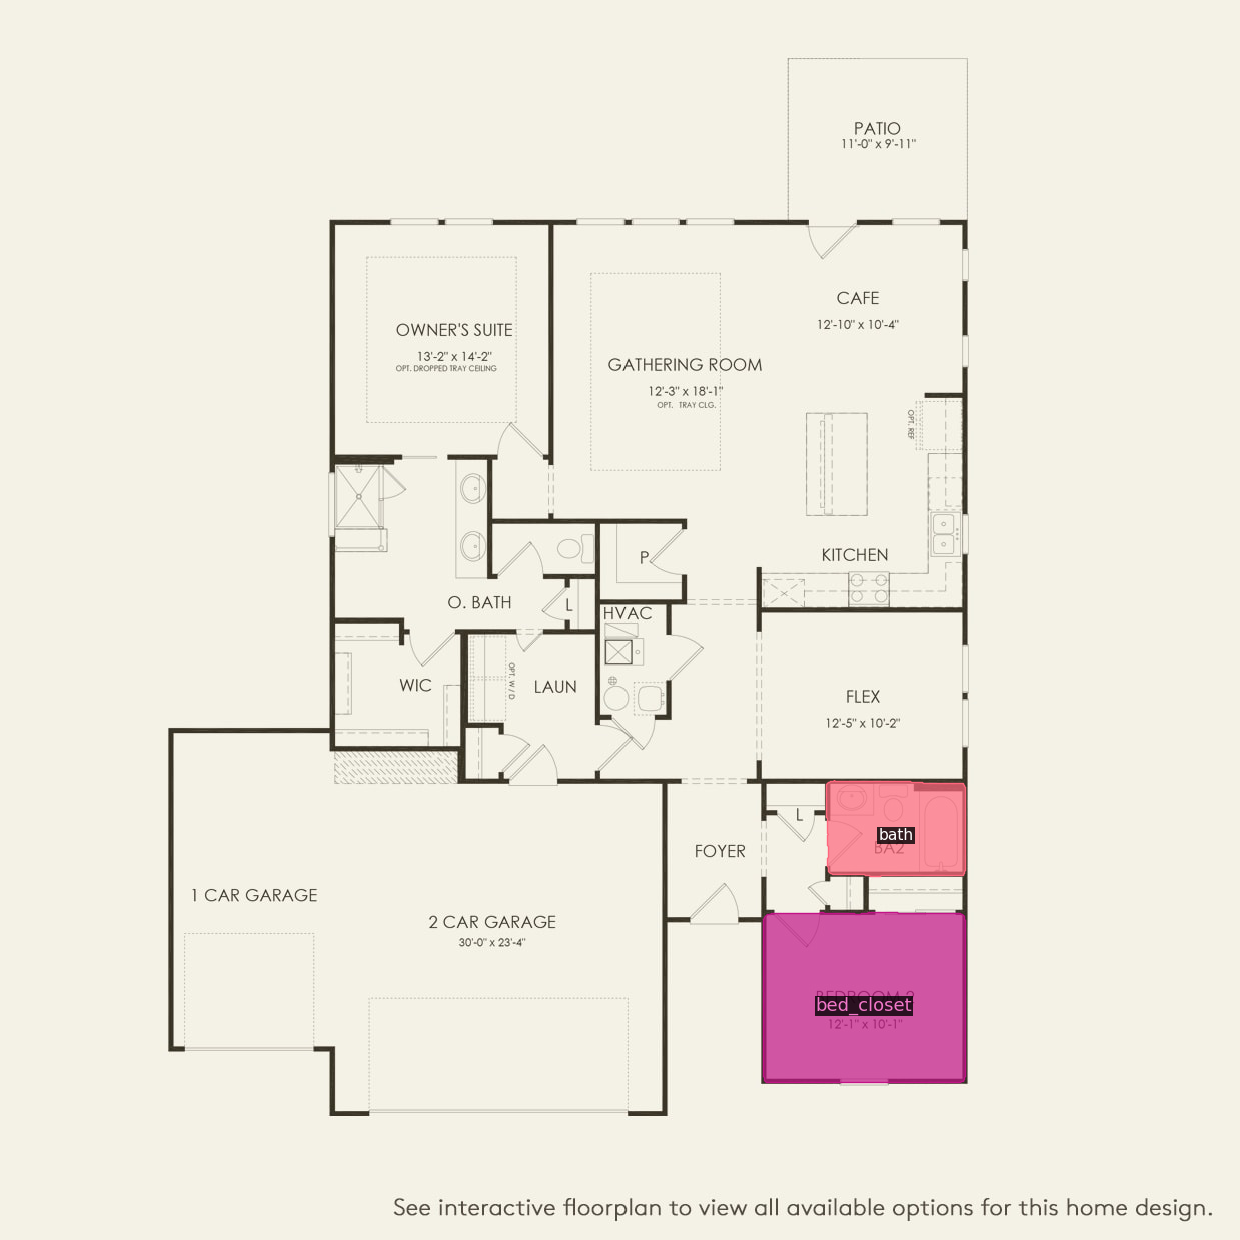 PATIO
11'-0" x 9'-11"
CAFE
12'-10" x 10'-4"
OWNER'S SUITE
13'-2" x 14'-2"
OPT. DROPPED TRAY CEILING
GATHERING ROOM
12'-3" x 18'-1"
OPT. TRAY CLG.
OPT. REF
KITCHEN
P
O. BATH
L
HVAC
WIC
OPT. W / D
LAUN
FLEX
12'-5" x 10'-2"
L
bath
BA2
FOYER
1 CAR GARAGE
2 CAR GARAGE
30'-0" x 23'-4"
BEDROOM 2
bed_closet
12'-1" x 10'-1"
See interactive floorplan to view all available options for this home design.